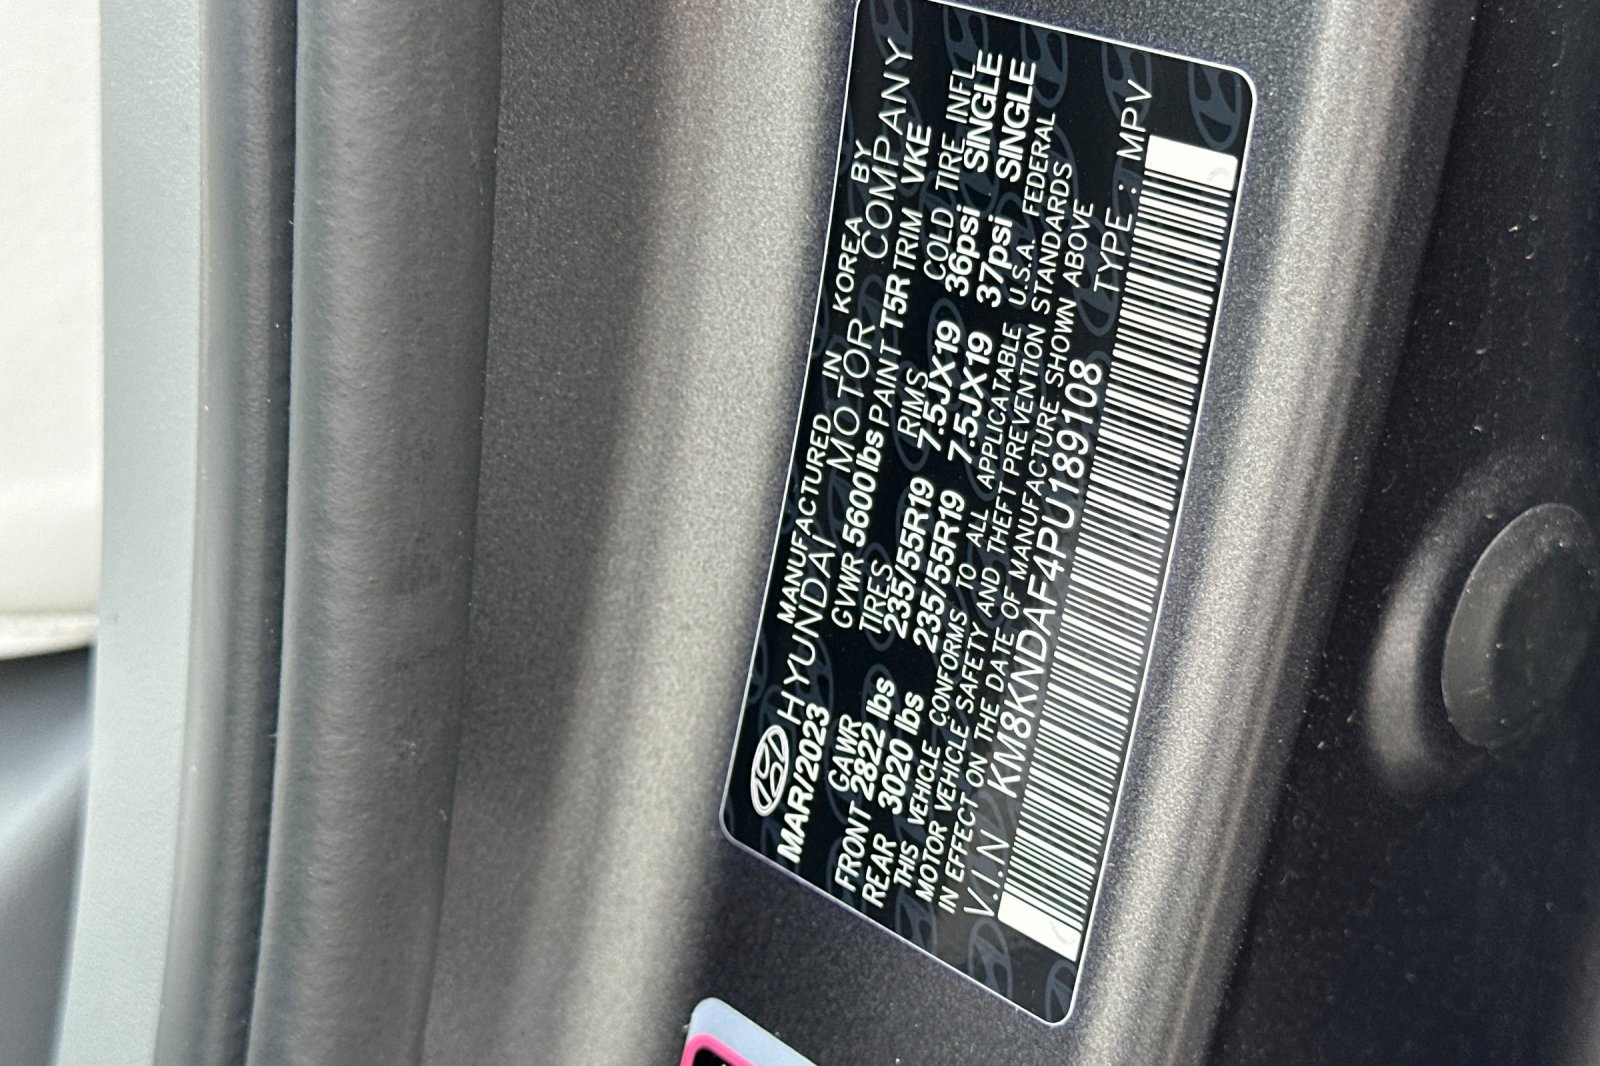 MANUFACTURED IN KOREA BY
HYUNDAI MOTOR COMPANY
MAR/2023 GVWR 5600lbs PAINT T5R TRIM VKE
GAWR TIRES RIMS COLD TIRE INFL
FRONT 2822 lbs 235/55R19 7.5JX19 36psi SINGLE
REAR 3020 lbs 235/55R19 7.5JX19 37psi SINGLE
THIS VEHICLE CONFORMS TO ALL APPLICATABLE U.S.A. FEDERAL
MOTOR VEHICLE SAFETY AND THEFT PREVENTION STANDARDS
IN EFFECT ON THE DATE OF MANUFACTURE SHOWN ABOVE
V.I.N KM8KNDAF4PU189108 TYPE : MPV